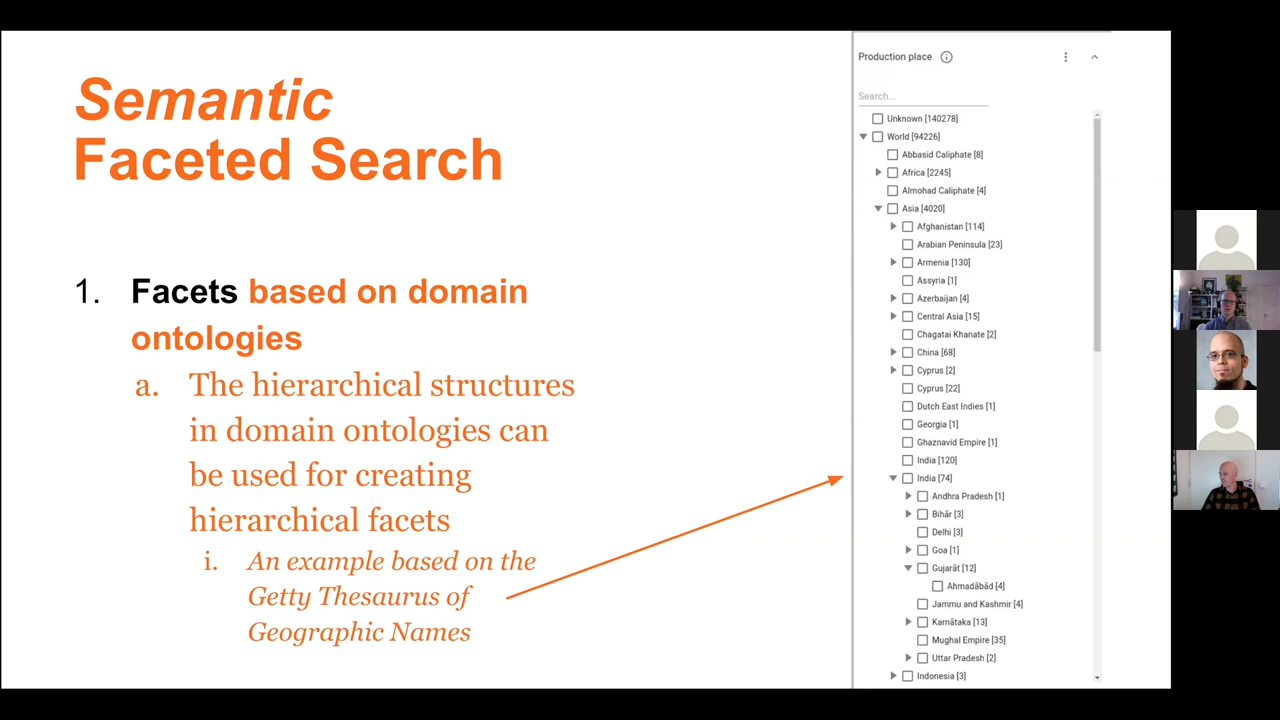 Semantic
Faceted Search
1. Facets based on domain
ontologies
a. The hierarchical structures
in domain ontologies can
be used for creating
hierarchical facets
i. An example based on the
Getty Thesaurus of
Geographic Names
Production place
Search...
Unknown [140278]
World [94226]
Abbasid Caliphate [8]
Africa [2245]
Almohad Caliphate [4]
Asia [4020]
Afghanistan [114]
Arabian Peninsula [23]
Armenia [130]
Assyria [1]
Azerbaijan [4]
Central Asia [15]
Chagatai Khanate [2]
China [68]
Cyprus [2]
Cyprus [22]
Dutch East Indies [1]
Georgia [1]
Ghaznavid Empire [1]
India [120]
India [74]
Andhra Pradesh [1]
Bihār [3]
Delhi [3]
Goa [1]
Gujarāt [12]
Ahmadābād [4]
Jammu and Kashmir [4]
Karnātaka [13]
Mughal Empire [35]
Uttar Pradesh [2]
Indonesia [3]